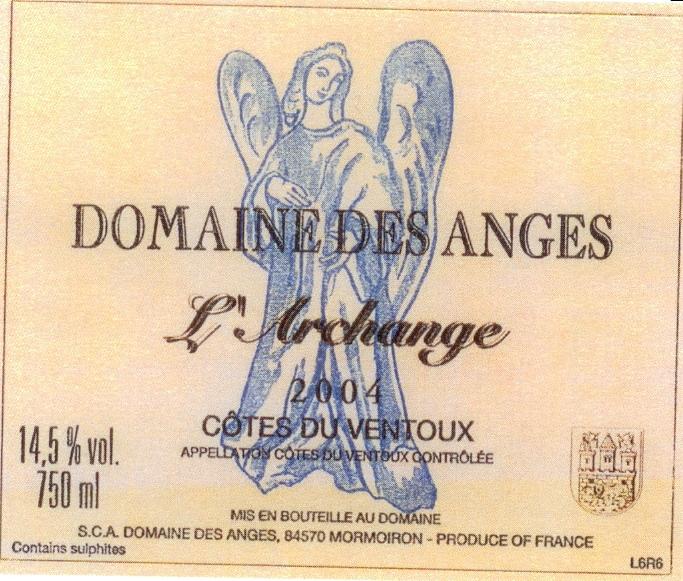 DOMAINE DES ANGES
L'Archange
2004
CÔTES DU VENTOUX
APPELLATION CÔTES DU VENTOUX CONTRÔLÉE
14,5 % vol.
750 ml
MIS EN BOUTEILLE AU DOMAINE
S.C.A. DOMAINE DES ANGES, 84570 MORMOIRON - PRODUCE OF FRANCE
Contains sulphites
L6R6